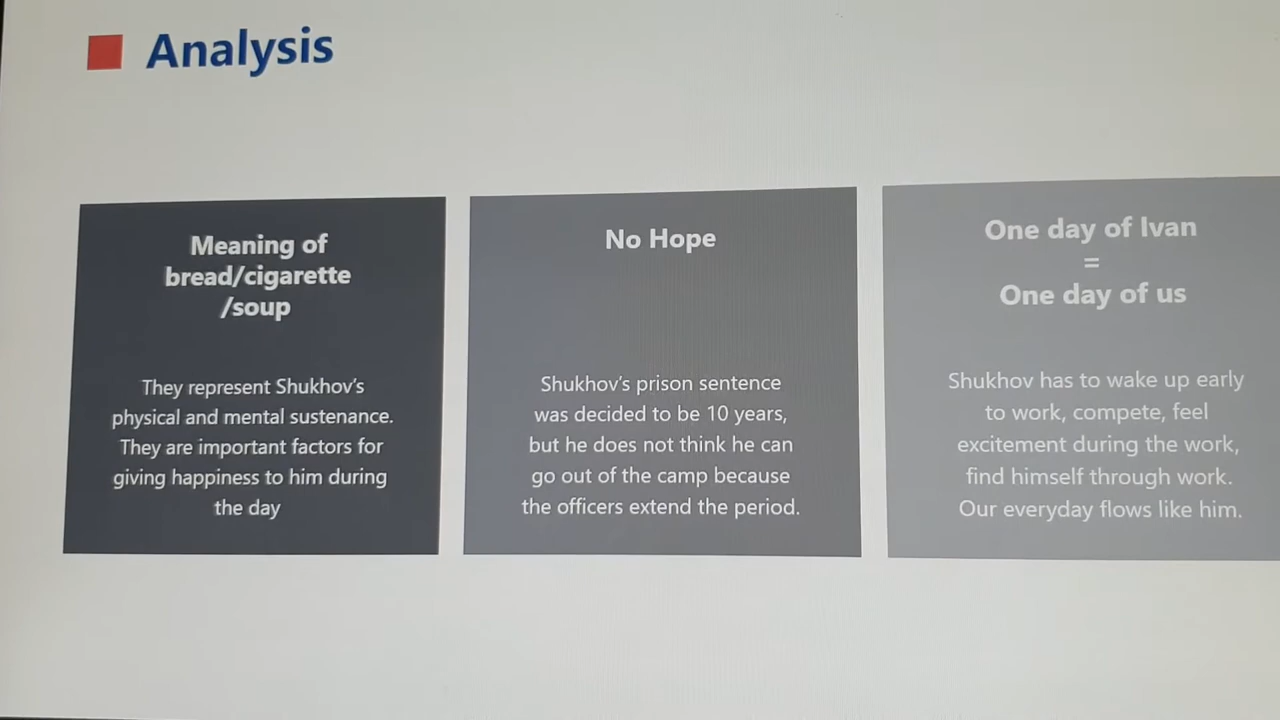 Analysis
Meaning of
bread/cigarette
/soup
They represent Shukhov's
physical and mental sustenance.
They are important factors for
giving happiness to him during
the day
No Hope
Shukhov's prison sentence
was decided to be 10 years,
but he does not think he can
go out of the camp because
the officers extend the period.
One day of Ivan
=
One day of us
Shukhov has to wake up early
to work, compete, feel
excitement during the work,
find himself through work.
Our everyday flows like him.